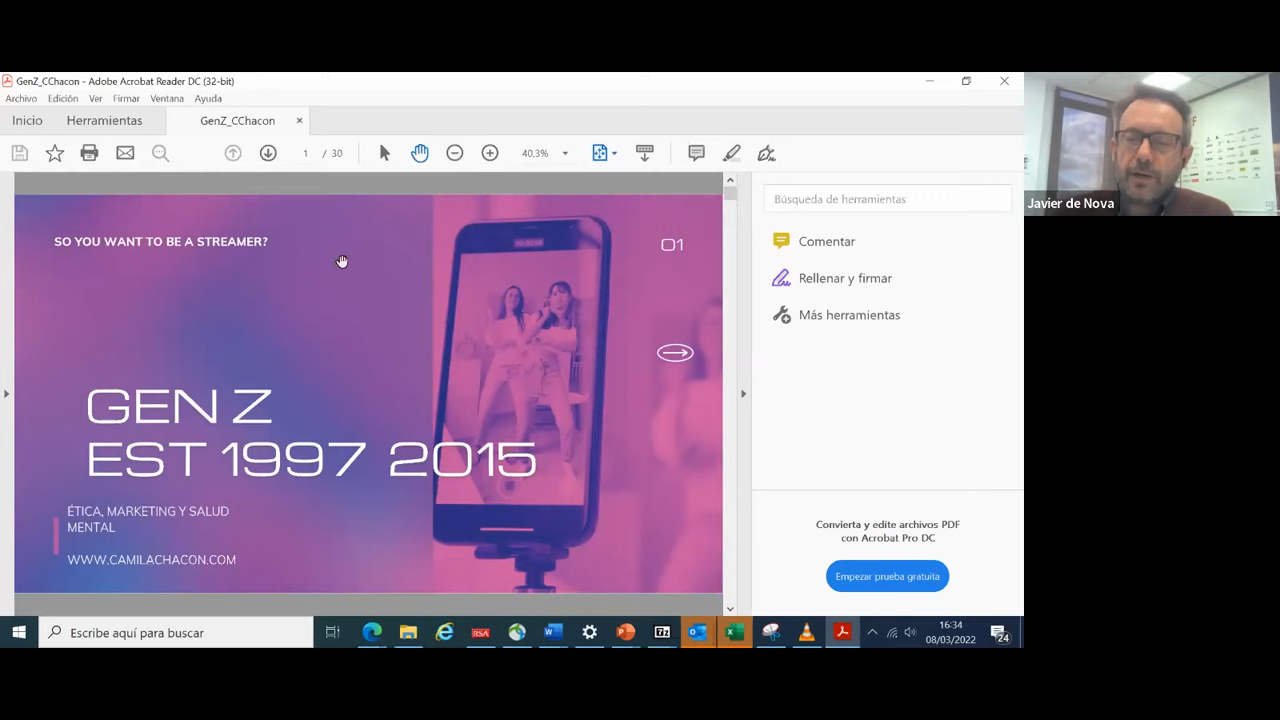 GenZ_CChacon - Adobe Acrobat Reader DC (32-bit)
Archivo Edición Ver Firmar Ventana Ayuda
Inicio Herramientas GenZ_CChacon
1 / 30 40,3%
SO YOU WANT TO BE A STREAMER?
01
GEN Z
EST 1997 2015
ÉTICA, MARKETING Y SALUD
MENTAL
WWW.CAMILACHACON.COM
Búsqueda de herramientas
Comentar
Rellenar y firmar
Más herramientas
Convierta y edite archivos PDF
con Acrobat Pro DC
Empezar prueba gratuita
Javier de Nova
Escribe aquí para buscar
RSA
16:34
08/03/2022
24